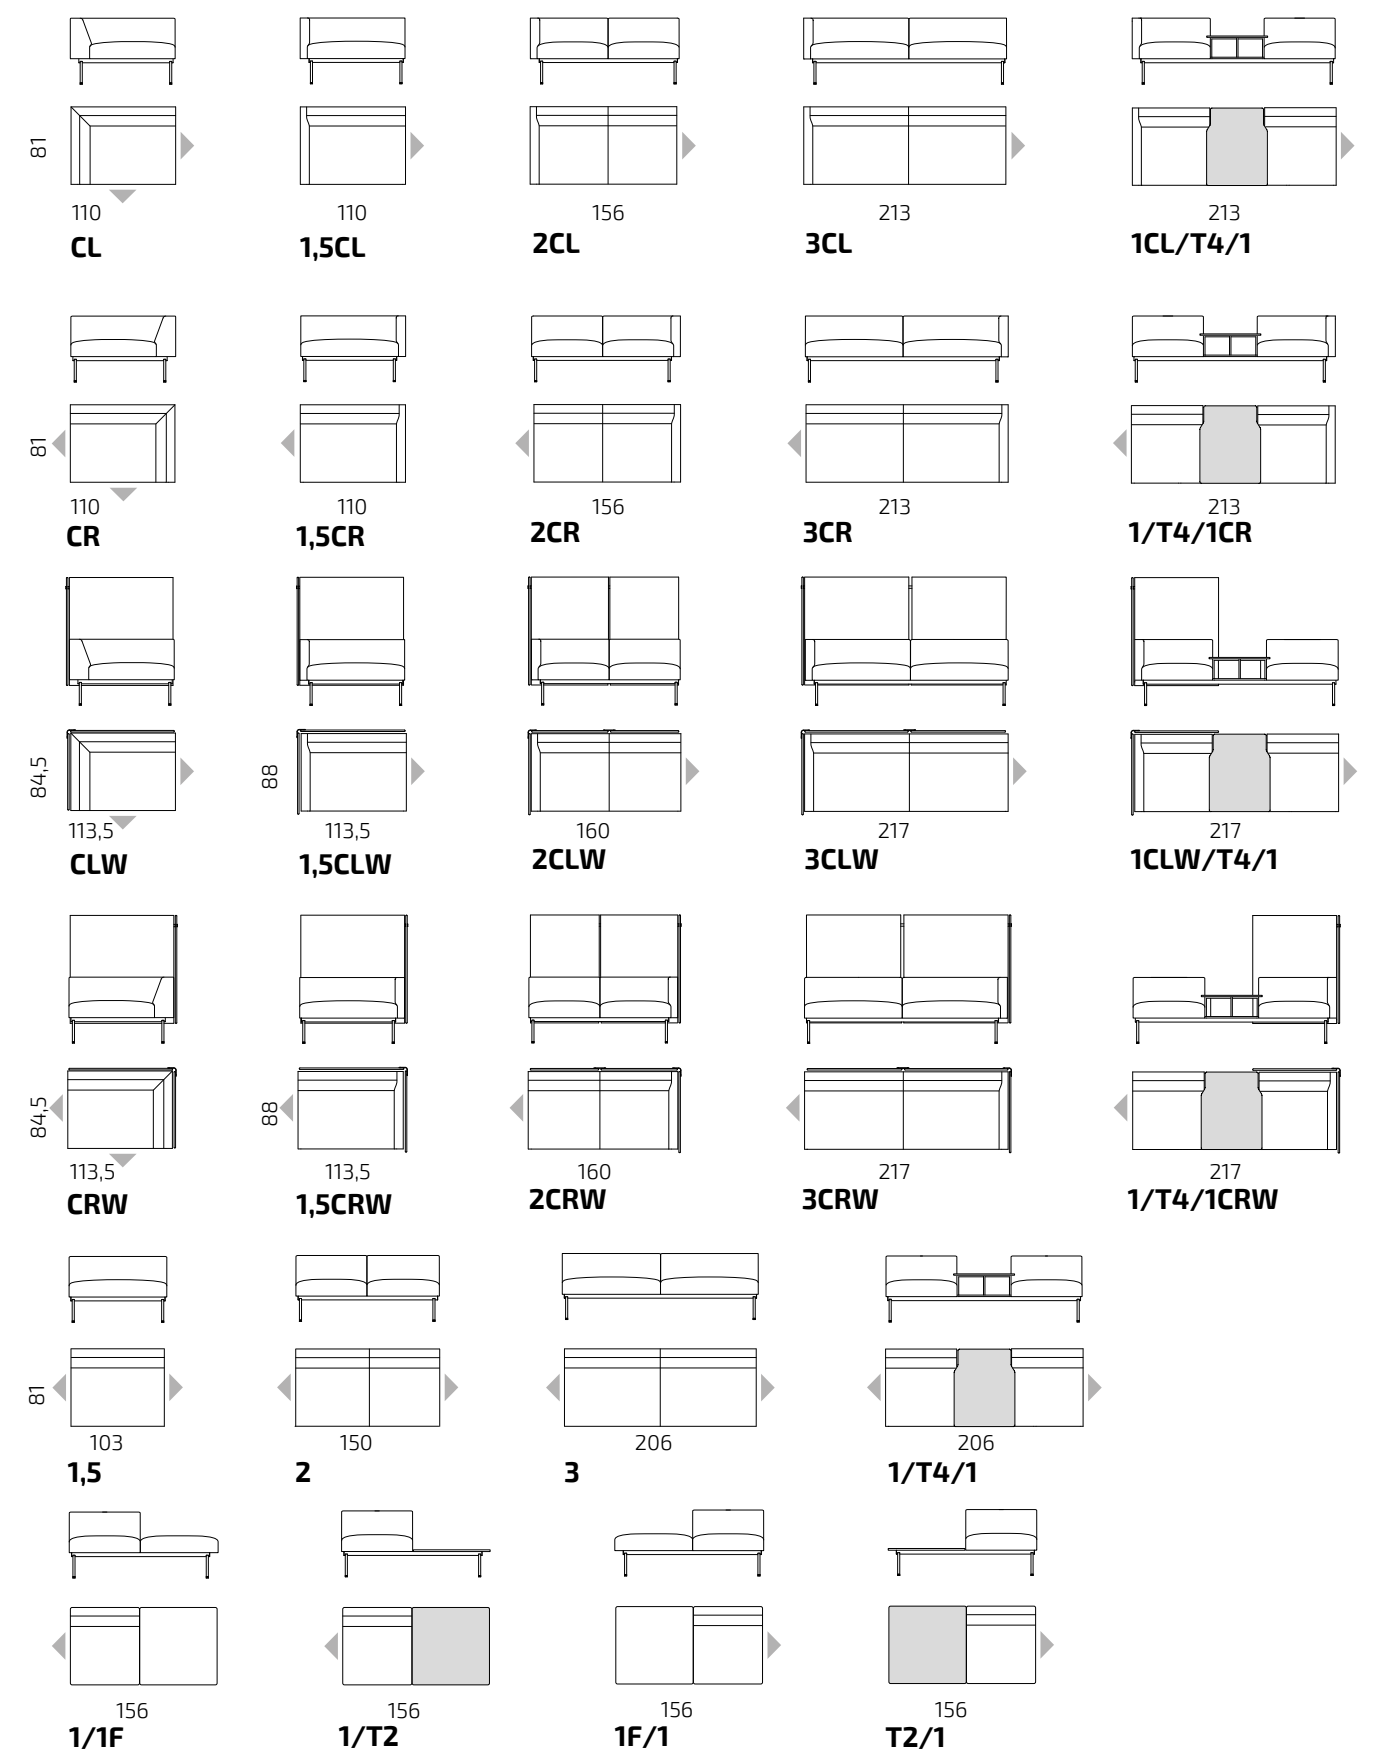 81
110 110 156 213 213
CL 1,5CL 2CL 3CL 1CL/T4/1
81
110 110 156 213 213
CR 1,5CR 2CR 3CR 1/T4/1CR
84,5 88
113,5 113,5 160 217 217
CLW 1,5CLW 2CLW 3CLW 1CLW/T4/1
84,5 88
113,5 113,5 160 217 217
CRW 1,5CRW 2CRW 3CRW 1/T4/1CRW
81
103 150 206 206
1,5 2 3 1/T4/1
156 156 156 156
1/1F 1/T2 1F/1 T2/1